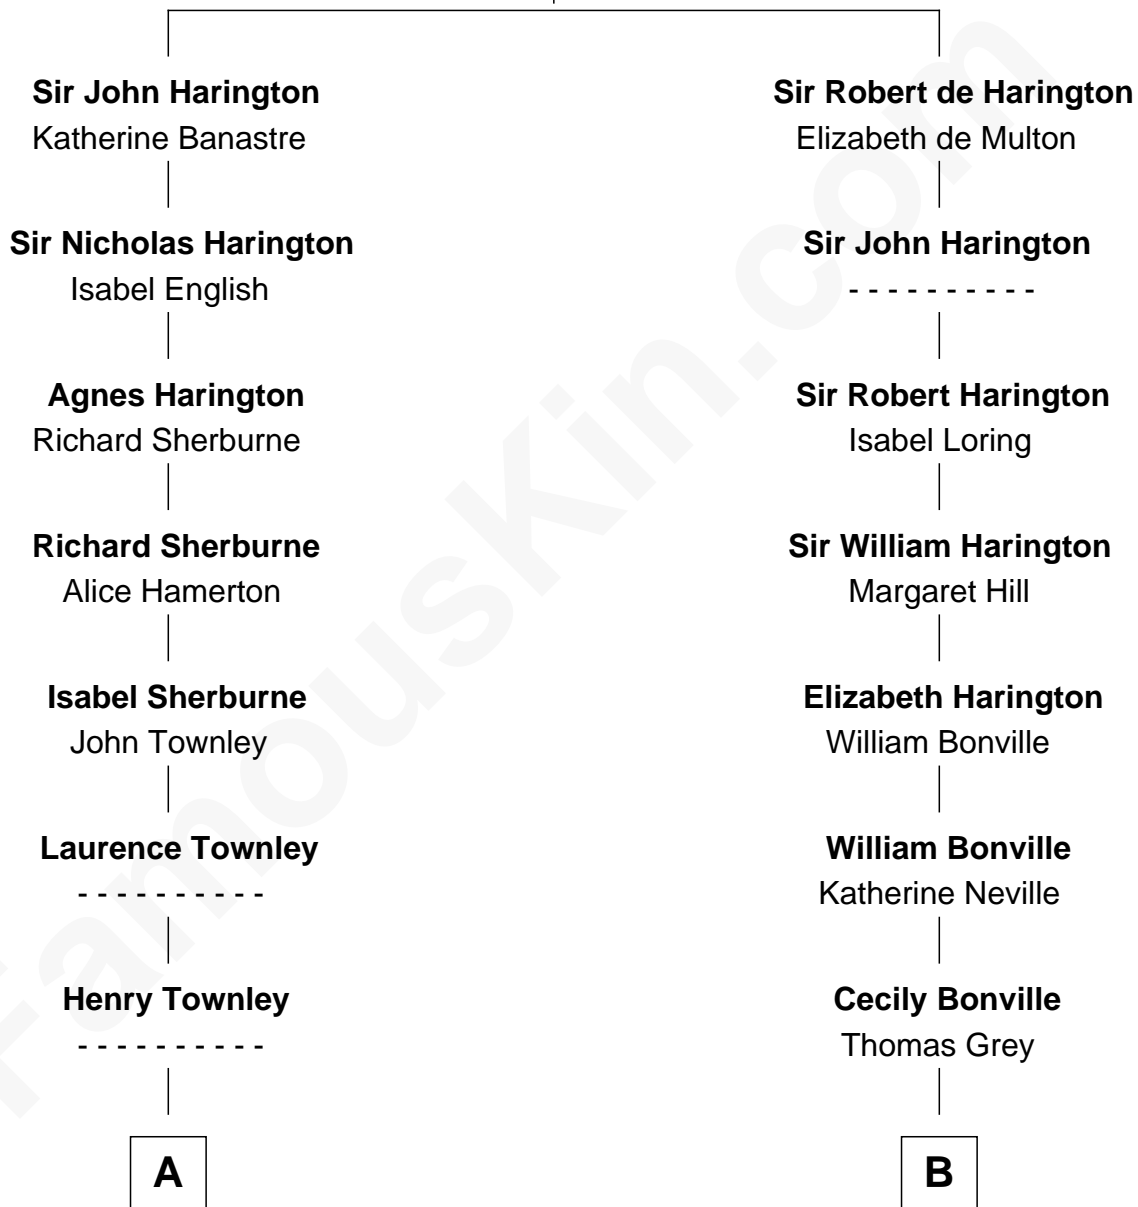 Sir John Harington
Katherine Banastre
Sir Nicholas Harington
Isabel English
Agnes Harington
Richard Sherburne
Richard Sherburne
Alice Hamerton
Isabel Sherburne
John Townley
Laurence Townley
- - - - - - - - - -
Henry Townley
- - - - - - - - - -
A
Sir Robert de Harington
Elizabeth de Multon
Sir John Harington
- - - - - - - - - -
Sir Robert Harington
Isabel Loring
Sir William Harington
Margaret Hill
Elizabeth Harington
William Bonville
William Bonville
Katherine Neville
Cecily Bonville
Thomas Grey
B
FamousKin.com